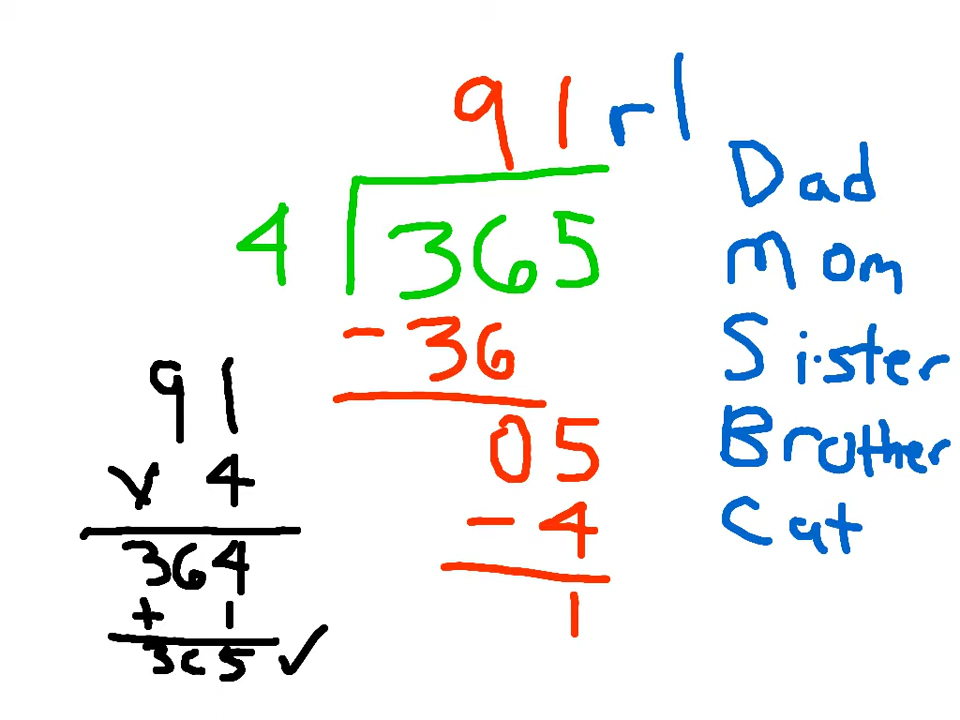 91 r1
4 365
-36
05
-4
1
Dad
Mom
Sister
Brother
Cat
91
x 4
364
+ 1
365 ✓